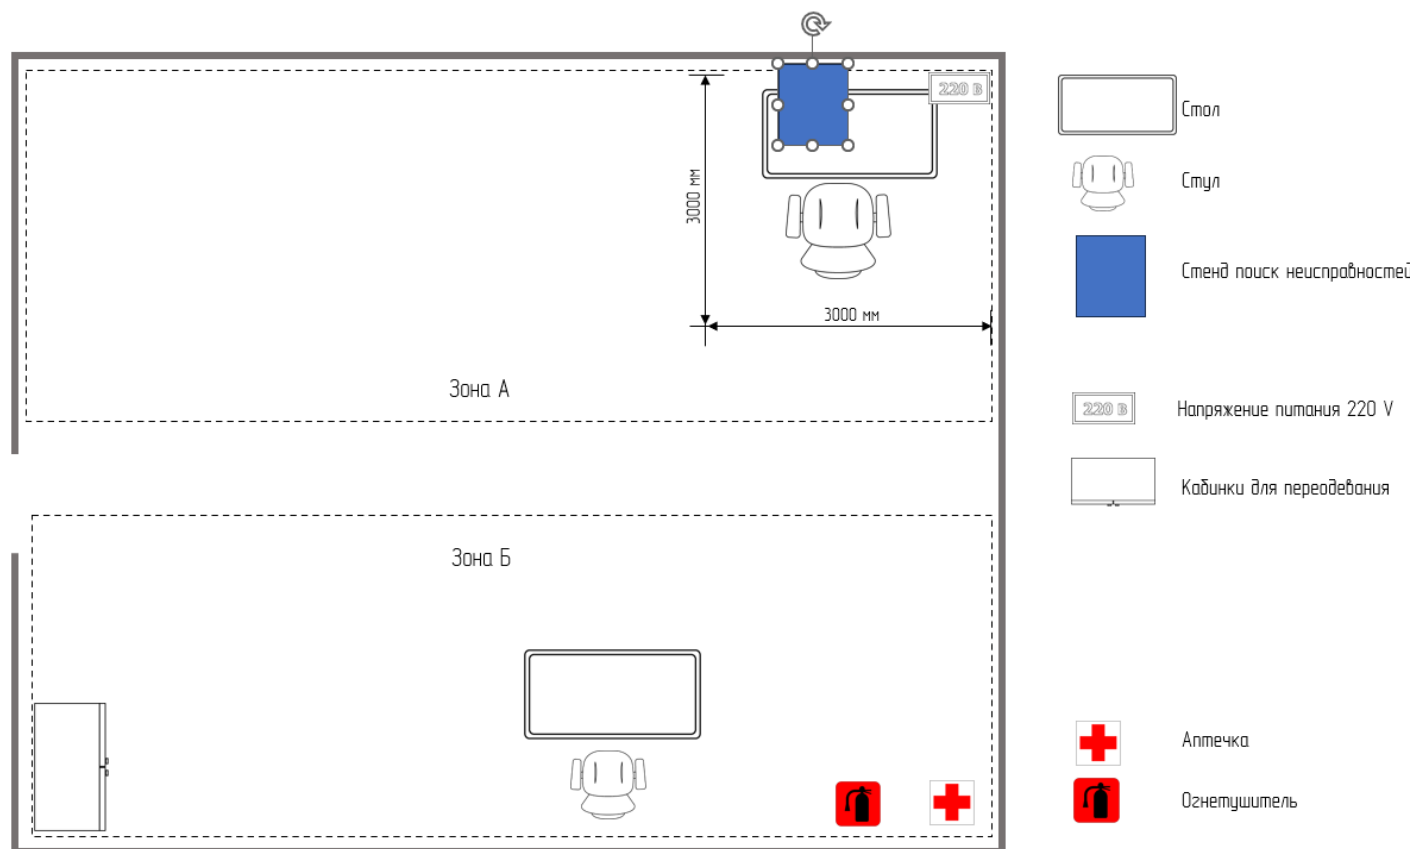 220 В
Стол
3000 мм
Стул
Стенд поиск неисправностей
3000 мм
Зона А
220 В
Напряжение питания 220 V
Кабинки для переодевания
Зона Б
Аптечка
Огнетушитель